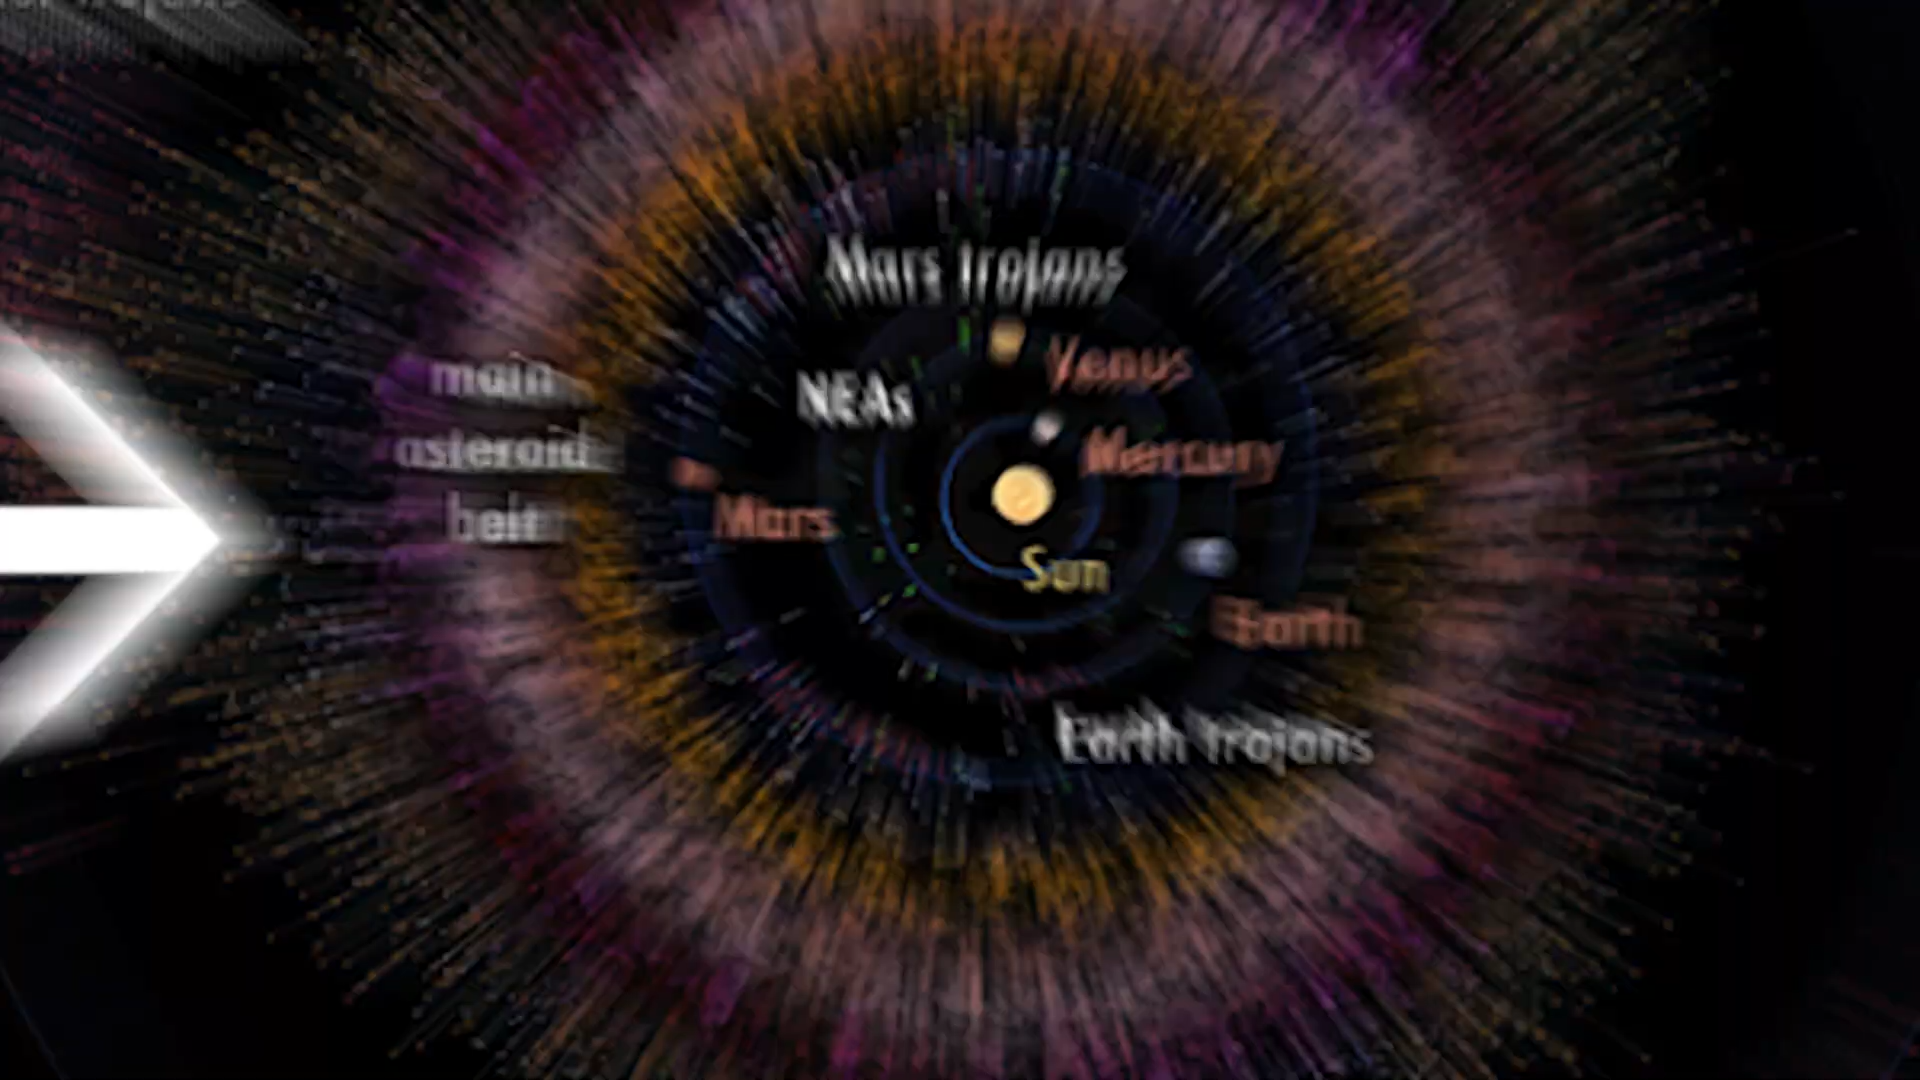 Mars trojans
Venus
NEAs
main
asteroid
belt
Mercury
Mars
Sun
Earth
Earth trojans